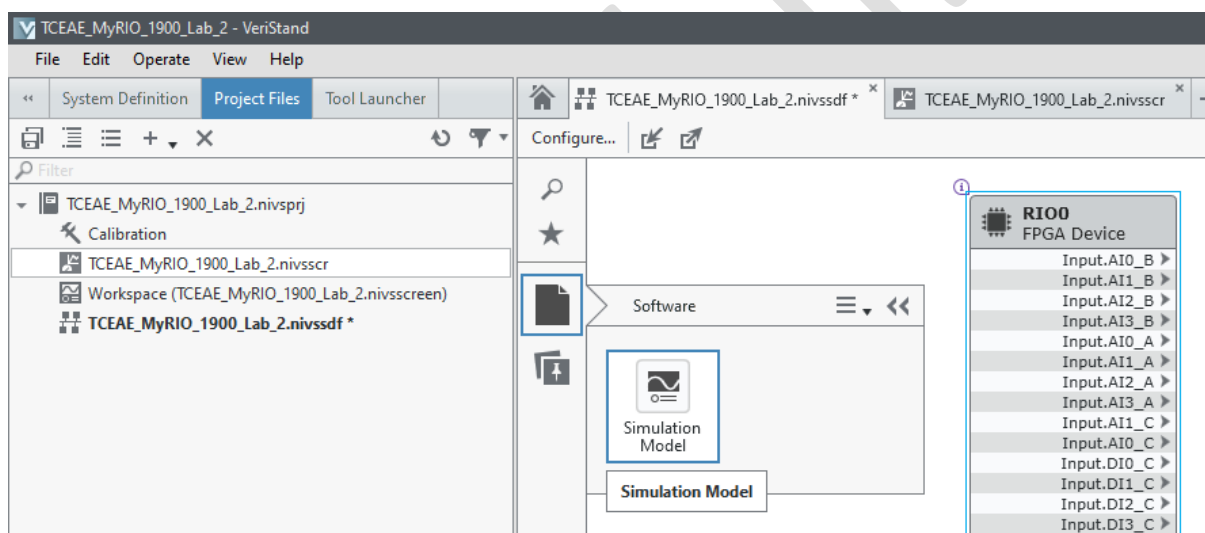 TCEAE_MyRIO_1900_Lab_2 - VeriStand
File Edit Operate View Help
System Definition Project Files Tool Launcher
Filter
TCEAE_MyRIO_1900_Lab_2.nivsprj
Calibration
TCEAE_MyRIO_1900_Lab_2.nivsscr
Workspace (TCEAE_MyRIO_1900_Lab_2.nivsscreen)
TCEAE_MyRIO_1900_Lab_2.nivssdf *
TCEAE_MyRIO_1900_Lab_2.nivssdf * TCEAE_MyRIO_1900_Lab_2.nivsscr
Configure...
Software
Simulation
Model
Simulation Model
RIO0
FPGA Device
Input.AI0_B
Input.AI1_B
Input.AI2_B
Input.AI3_B
Input.AI0_A
Input.AI1_A
Input.AI2_A
Input.AI3_A
Input.AI1_C
Input.AI0_C
Input.DI0_C
Input.DI1_C
Input.DI2_C
Input.DI3_C